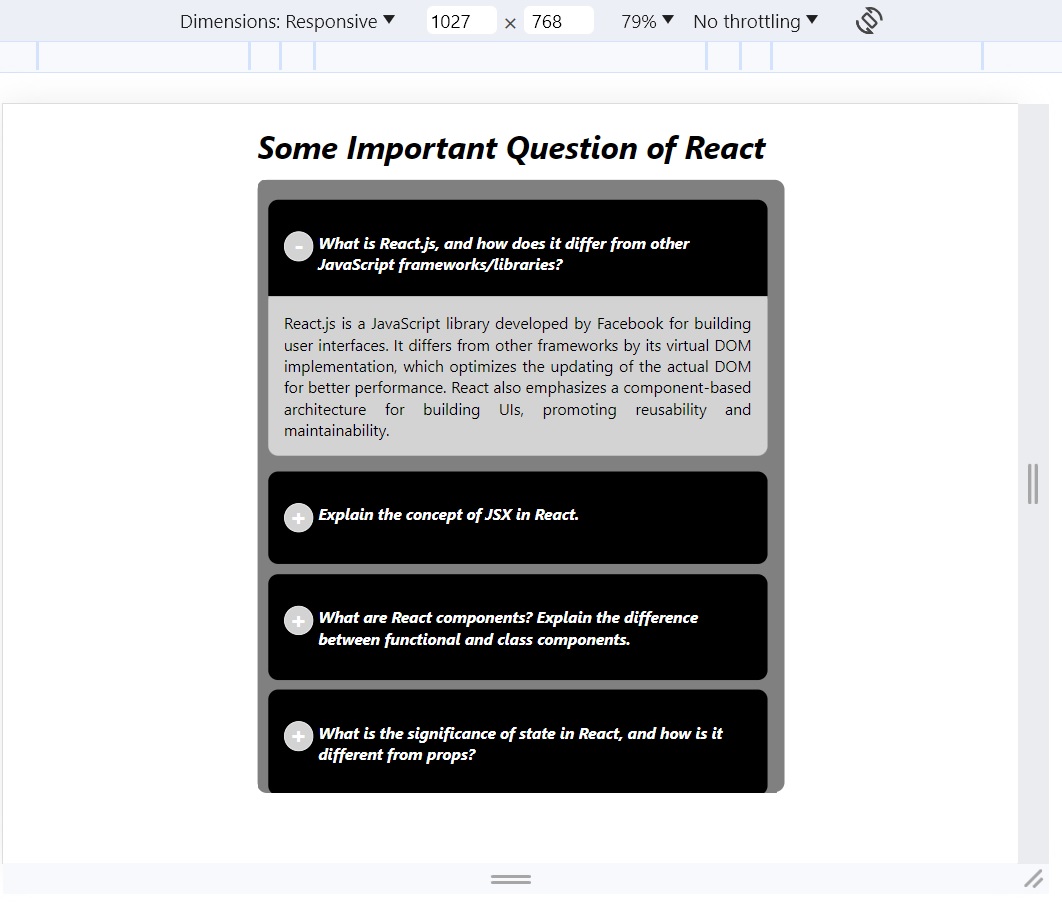 Dimensions: Responsive ▼ 1027 × 768 79% ▼ No throttling ▼
Some Important Question of React
- What is React.js, and how does it differ from other
JavaScript frameworks/libraries?
React.js is a JavaScript library developed by Facebook for building
user interfaces. It differs from other frameworks by its virtual DOM
implementation, which optimizes the updating of the actual DOM
for better performance. React also emphasizes a component-based
architecture for building UIs, promoting reusability and
maintainability.
+ Explain the concept of JSX in React.
+ What are React components? Explain the difference
between functional and class components.
+ What is the significance of state in React, and how is it
different from props?